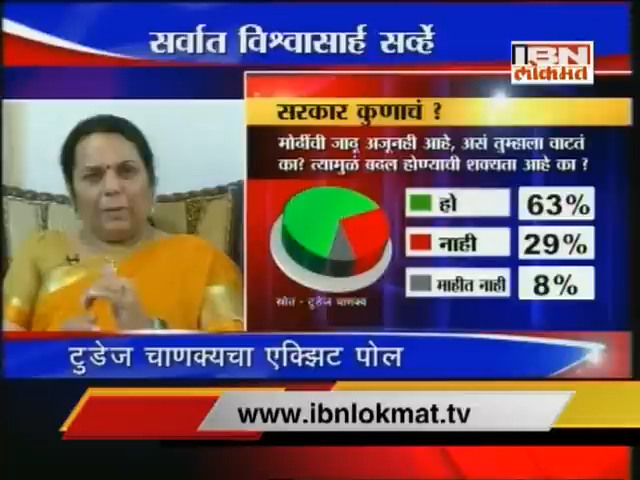 सर्वात विश्वासार्ह सर्व्हे
IBN
लोकमत
सरकार कुणाचं ?
मोदींची जादू अजूनही आहे, असं तुम्हाला वाटतं
का? त्यामुळं बदल होण्याची शक्यता आहे का ?
हो 63%
नाही 29%
माहीत नाही 8%
स्रोत - टुडेज चाणक्य
टुडेज चाणक्यचा एक्झिट पोल
www.ibnlokmat.tv